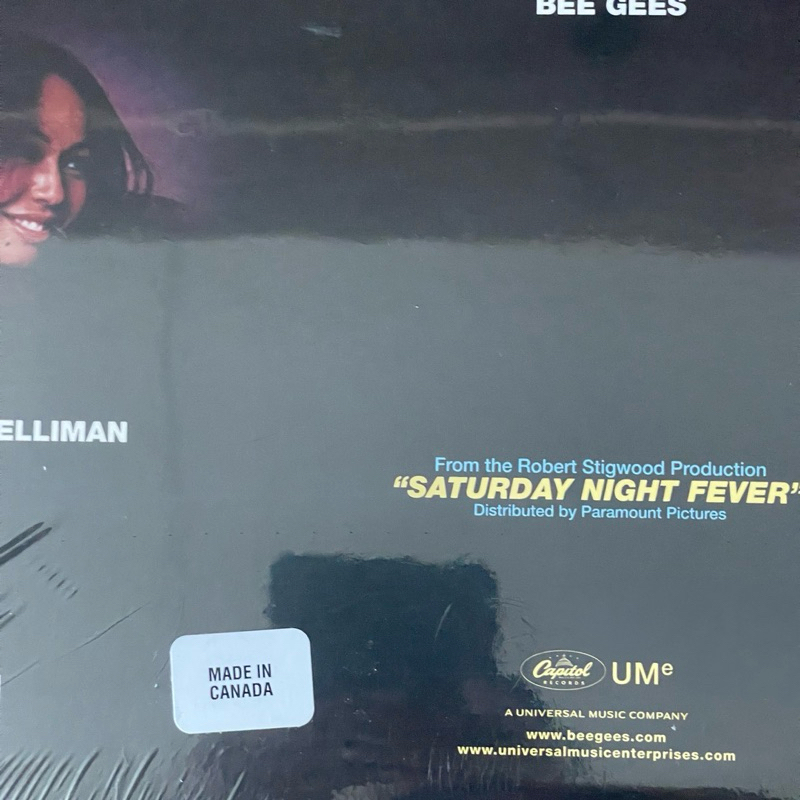 BEE GEES
ELLIMAN
From the Robert Stigwood Production
“SATURDAY NIGHT FEVER”
Distributed by Paramount Pictures
MADE IN
CANADA
Capitol
RECORDS
UMe
A UNIVERSAL MUSIC COMPANY
www.beegees.com
www.universalmusicenterprises.com